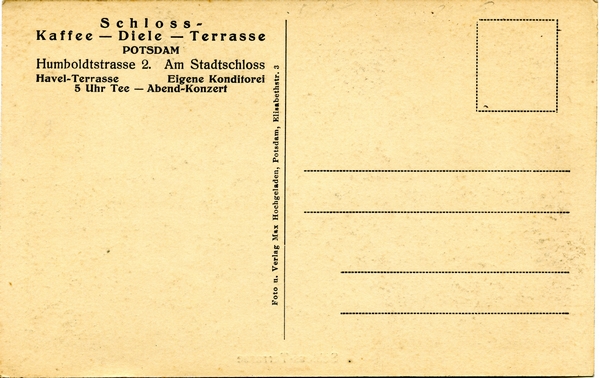 Schloss-
Kaffee — Diele — Terrasse
POTSDAM
Humboldtstrasse 2. Am Stadtschloss
Havel-Terrasse Eigene Konditorei
5 Uhr Tee — Abend-Konzert
Foto u. Verlag Max Hochgeladen, Potsdam, Elisabethstr. 3